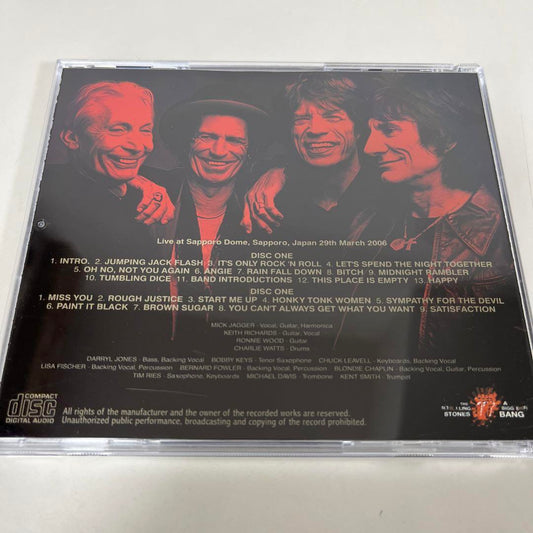 Live at Sapporo Dome, Sapporo, Japan 29th March 2006
DISC ONE
1. INTRO. 2. JUMPING JACK FLASH 3. IT'S ONLY ROCK 'N ROLL 4. LET'S SPEND THE NIGHT TOGETHER
5. OH NO, NOT YOU AGAIN 6. ANGIE 7. RAIN FALL DOWN 8. BITCH 9. MIDNIGHT RAMBLER
10. TUMBLING DICE 11. BAND INTRODUCTIONS 12. THIS PLACE IS EMPTY 13. HAPPY
DISC ONE
1. MISS YOU 2. ROUGH JUSTICE 3. START ME UP 4. HONKY TONK WOMEN 5. SYMPATHY FOR THE DEVIL
6. PAINT IT BLACK 7. BROWN SUGAR 8. YOU CAN'T ALWAYS GET WHAT YOU WANT 9. SATISFACTION
MICK JAGGER - Vocal, Guitar, Harmonica
KEITH RICHARDS - Guitar, Vocal
RONNIE WOOD - Guitar
CHARLIE WATTS - Drums
DARRYL JONES - Bass, Backing Vocal BOBBY KEYS - Tenor Saxophone CHUCK LEAVELL - Keyboards, Backing Vocal
LISA FISCHER - Backing Vocal, Percussion BERNARD FOWLER - Backing Vocal, Percussion BLONDIE CHAPLIN - Backing Vocal, Guitar, Percussion
TIM RIES - Saxophone, Keyboards MICHAEL DAVIS - Trombone KENT SMITH - Trumpet
COMPACT
disc
DIGITAL AUDIO
All rights of the manufacturer and the owner of the recorded works are reserved.
Unauthorized public performance, broadcasting and copying of the record prohibited.
THE
STONES
A
BANG